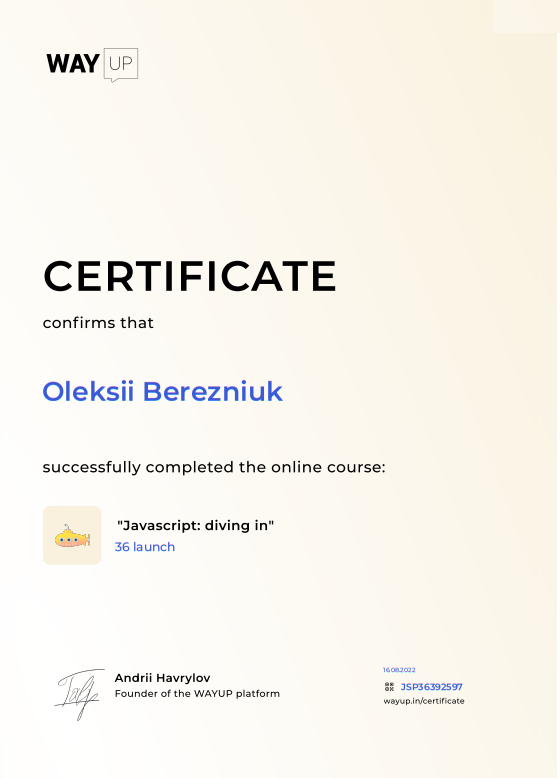 WAY UP
CERTIFICATE
confirms that
Oleksii Berezniuk
successfully completed the online course:
"Javascript: diving in"
36 launch
Andrii Havrylov
Founder of the WAYUP platform
16.08.2022
JSP36392597
wayup.in/certificate